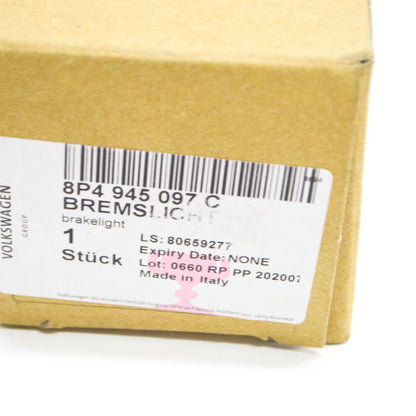 VOLKSWAGEN
GROUP
8P4 945 097 C
BREMSLICHT
brakelight
1
Stück
LS: 80659277
Expiry Date: NONE
Lot: 0660 RP PP 202007
Made in Italy